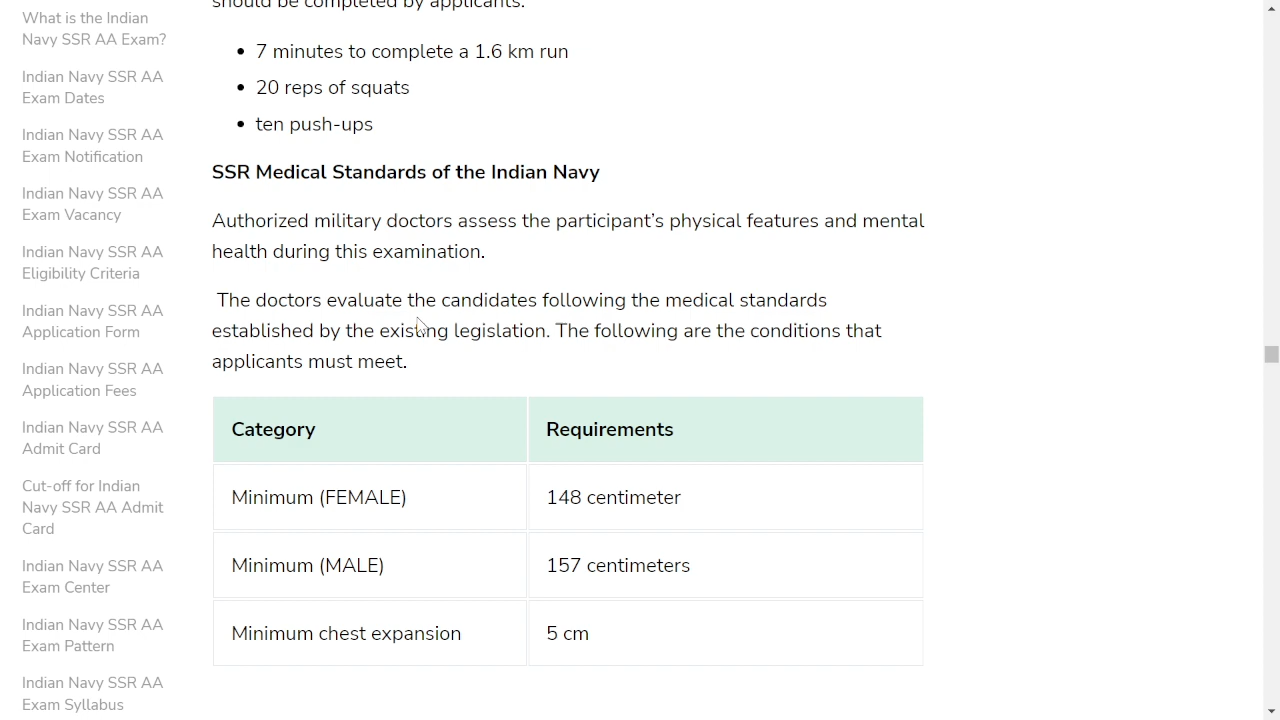 What is the Indian
Navy SSR AA Exam?
Indian Navy SSR AA
Exam Dates
Indian Navy SSR AA
Exam Notification
Indian Navy SSR AA
Exam Vacancy
Indian Navy SSR AA
Eligibility Criteria
Indian Navy SSR AA
Application Form
Indian Navy SSR AA
Application Fees
Indian Navy SSR AA
Admit Card
Cut-off for Indian
Navy SSR AA Admit
Card
Indian Navy SSR AA
Exam Center
Indian Navy SSR AA
Exam Pattern
Indian Navy SSR AA
Exam Syllabus
should be completed by applicants.
• 7 minutes to complete a 1.6 km run
• 20 reps of squats
• ten push-ups
SSR Medical Standards of the Indian Navy
Authorized military doctors assess the participant's physical features and mental
health during this examination.
The doctors evaluate the candidates following the medical standards
established by the existing legislation. The following are the conditions that
applicants must meet.
Category Requirements
Minimum (FEMALE) 148 centimeter
Minimum (MALE) 157 centimeters
Minimum chest expansion 5 cm